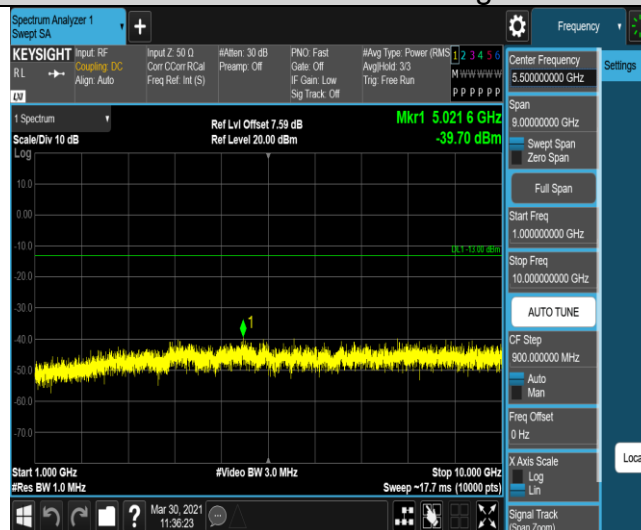 Spectrum Analyzer 1
Swept SA
Frequency
KEYSIGHT
RL
LXI
Input: RF
Coupling: DC
Align: Auto
Input Z: 50 Ω
Corr CCorr RCal
Freq Ref: Int (S)
#Atten: 30 dB
Preamp: Off
PNO: Fast
Gate: Off
IF Gain: Low
Sig Track: Off
#Avg Type: Power (RMS
Avg|Hold: 3/3
Trig: Free Run
1 2 3 4 5 6
M W W W W W
P P P P P P
1 Spectrum
Scale/Div 10 dB
Log
Ref Lvl Offset 7.59 dB
Ref Level 20.00 dBm
Mkr1 5.021 6 GHz
-39.70 dBm
10.0
0.00
-10.0
DL1 -13.00 dBm
-20.0
-30.0
1
-40.0
-50.0
-60.0
-70.0
Start 1.000 GHz
#Res BW 1.0 MHz
#Video BW 3.0 MHz
Stop 10.000 GHz
Sweep ~17.7 ms (10000 pts)
?
Mar 30, 2021
11:36:23
Center Frequency
5.500000000 GHz
Span
9.00000000 GHz
Swept Span
Zero Span
Full Span
Start Freq
1.000000000 GHz
Stop Freq
10.000000000 GHz
AUTO TUNE
CF Step
900.000000 MHz
Auto
Man
Freq Offset
0 Hz
X Axis Scale
Log
Lin
Signal Track
(Span Zoom)
Settings
Loca